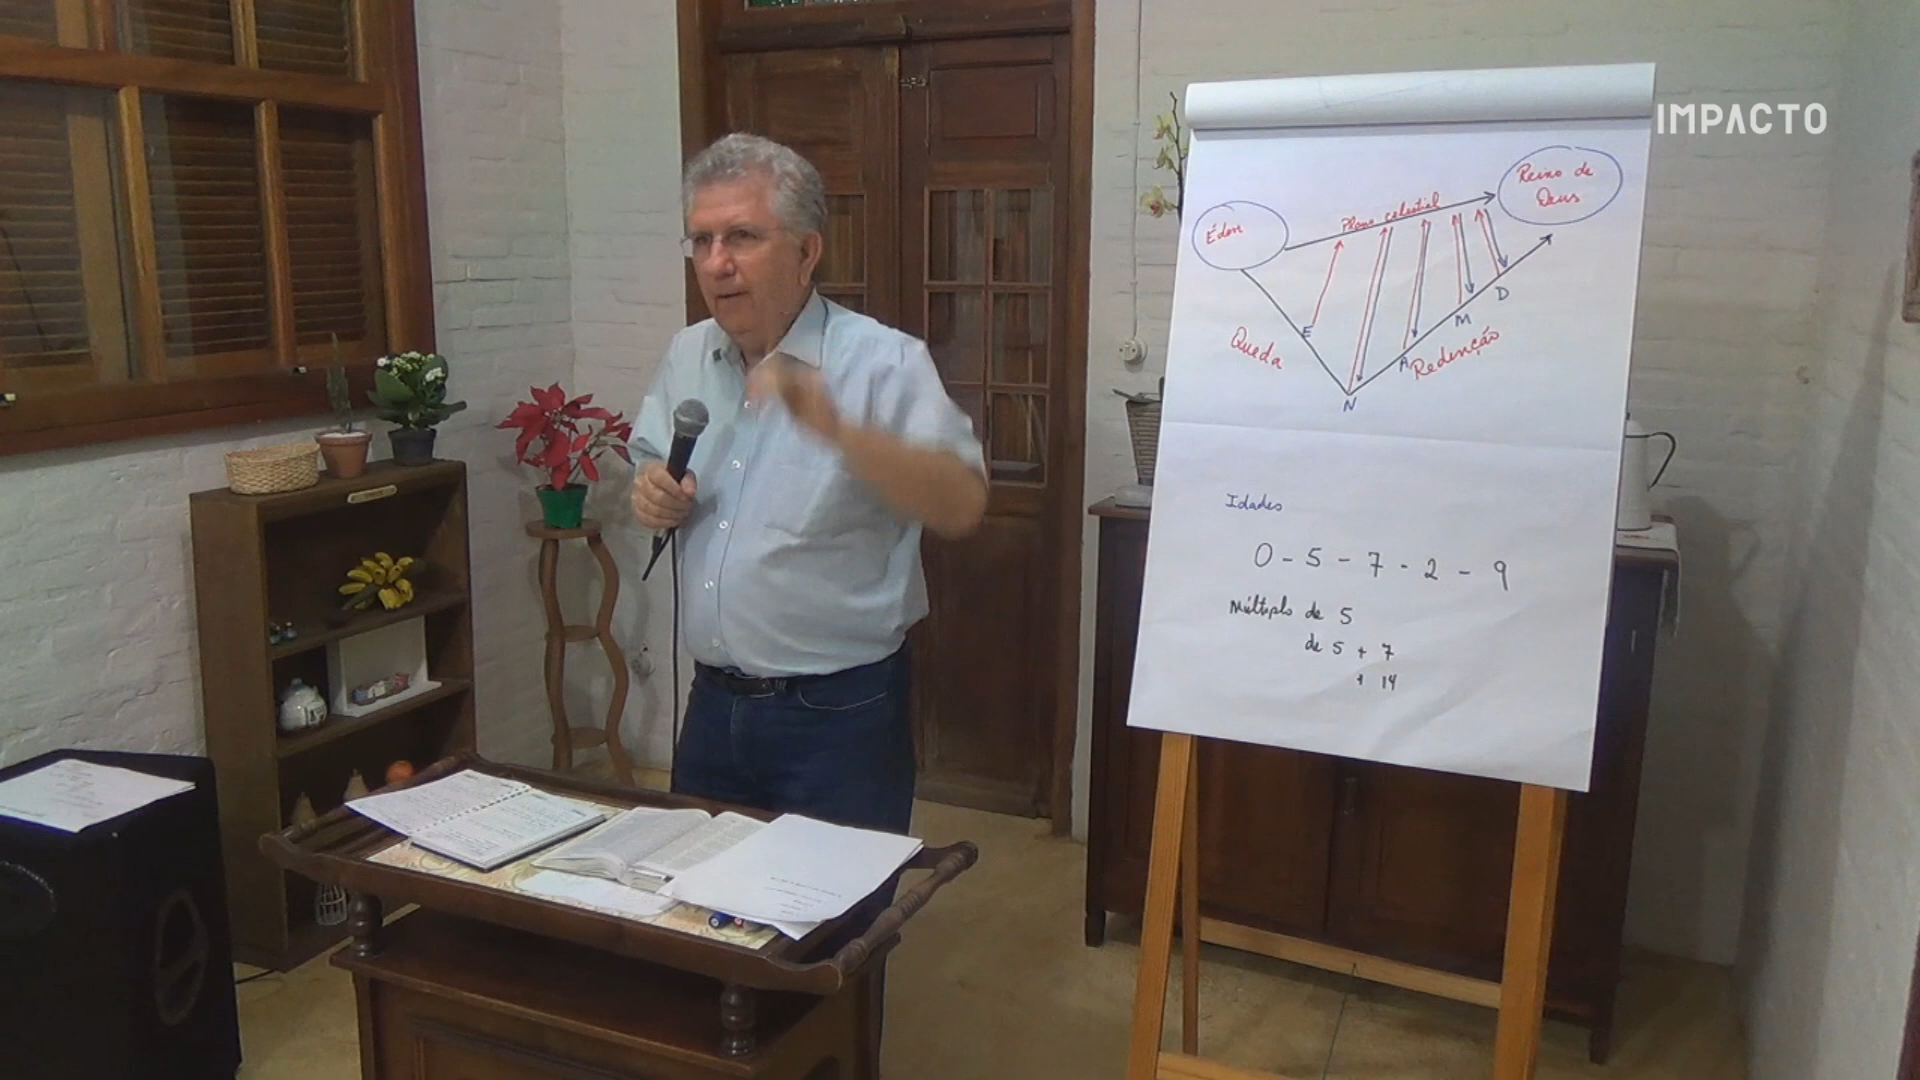 IMPACTO
Reino de
Deus
Éden
Plano celestial
E
D
M
Queda
A
Redenção
N
Idades
0 - 5 - 7 - 2 - 9
Múltiplo de 5
de 5 + 7
+ 14